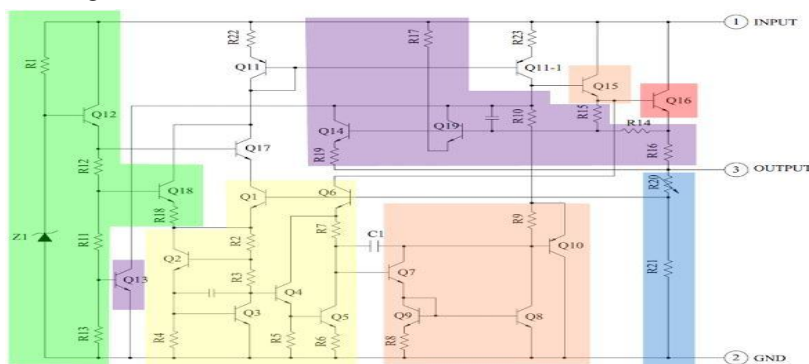 1 INPUT
R22
R17
R23
R1
Q11
Q11-1
Q15
Q16
Q12
R10
R15
R14
Q14
Q19
R12
Q17
R19
R16
3 OUTPUT
Q18
Q1
Q6
R20
R18
R7
R9
Z1
R11
R2
C1
Q10
Q2
Q13
R3
Q4
Q7
R21
Q3
Q5
Q9
Q8
R13
R4
R5
R6
R8
2 GND